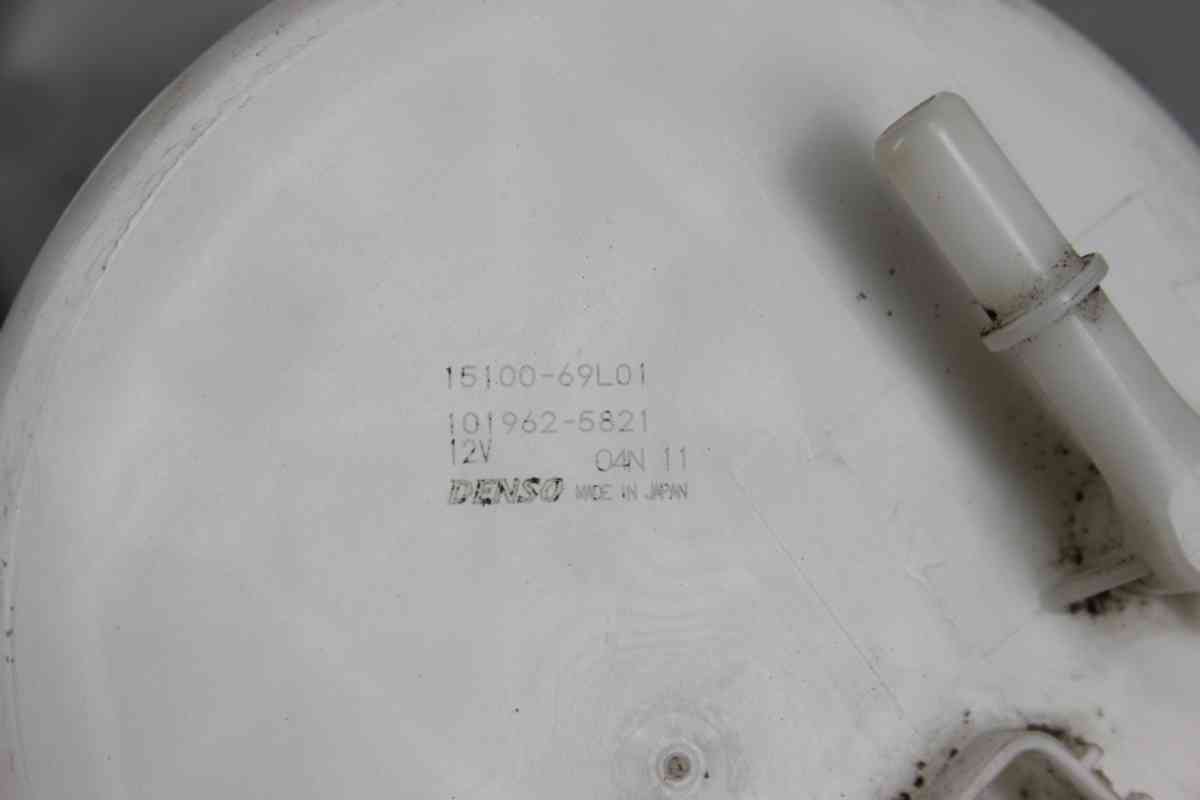 15100-69L01
101962-5821
12V 04N 11
DENSO MADE IN JAPAN